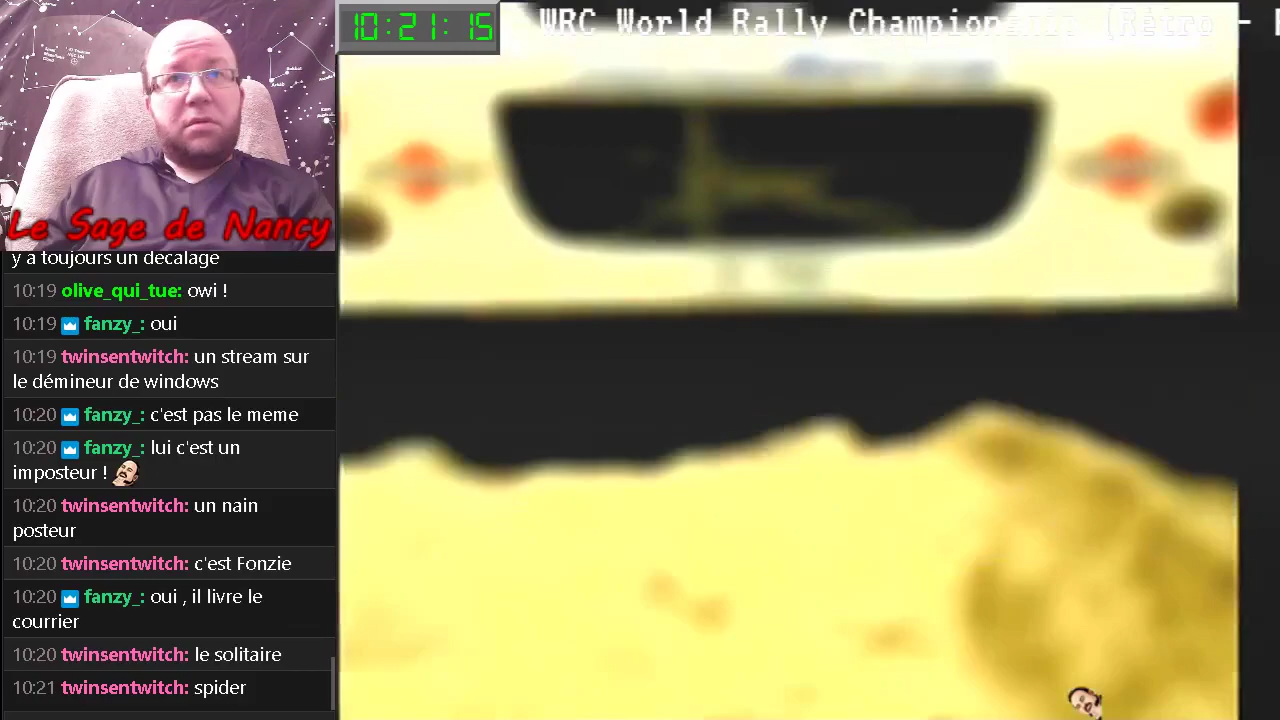 10:21:15
WRC World Rally Championship (Rétro -
Le Sage de Nancy
y a toujours un decalage
10:19 olive_qui_tue: owi !
10:19 fanzy_: oui
10:19 twinsentwitch: un stream sur
le démineur de windows
10:20 fanzy_: c'est pas le meme
10:20 fanzy_: lui c'est un
imposteur !
10:20 twinsentwitch: un nain
posteur
10:20 twinsentwitch: c'est Fonzie
10:20 fanzy_: oui , il livre le
courrier
10:20 twinsentwitch: le solitaire
10:21 twinsentwitch: spider